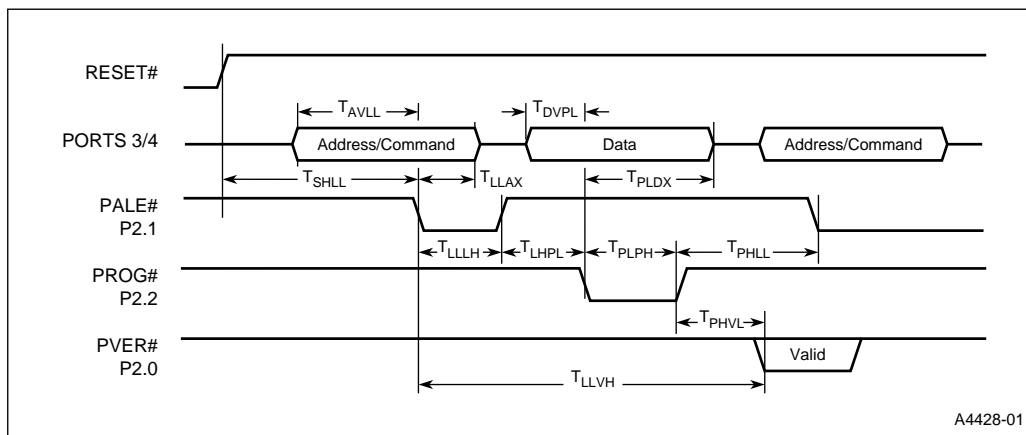 RESET#
T_AVLL
T_DVPL
PORTS 3/4
Address/Command
Data
Address/Command
T_SHLL
T_LLAX
T_PLDX
PALE#
P2.1
T_LLLH
T_LHPL
T_PLPH
T_PHLL
PROG#
P2.2
T_PHVL
PVER#
P2.0
Valid
T_LLVH
A4428-01